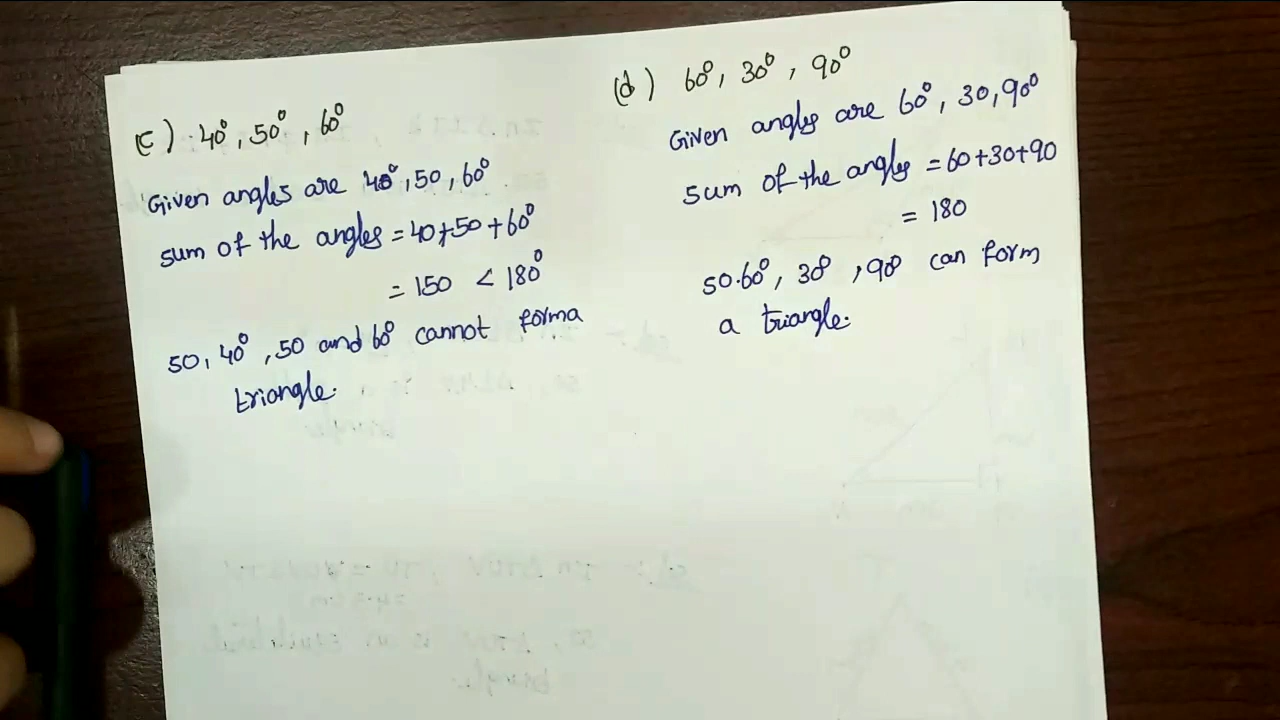 (c) 40°, 50°, 60°
Given angles are 40°, 50, 60°
sum of the angles = 40+50+60°
= 150 < 180°
so, 40°, 50 and 60° cannot form a
triangle.
(d) 60°, 30°, 90°
Given angles are 60°, 30, 90°
sum of the angles = 60+30+90
= 180
so. 60°, 30°, 90° can form
a triangle.